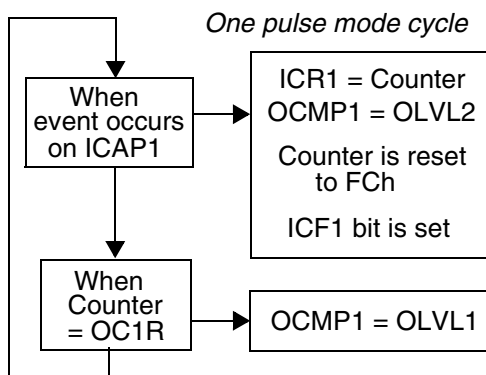 One pulse mode cycle
When
event occurs
on ICAP1
ICR1 = Counter
OCMP1 = OLVL2
Counter is reset
to FCh
ICF1 bit is set
When
Counter
= OC1R
OCMP1 = OLVL1